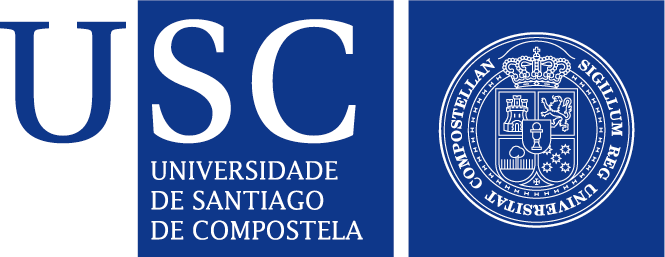 USC
UNIVERSIDADE
DE SANTIAGO
DE COMPOSTELA
SIGILLUM REG UNIVERSITAT COMPOSTELLAN